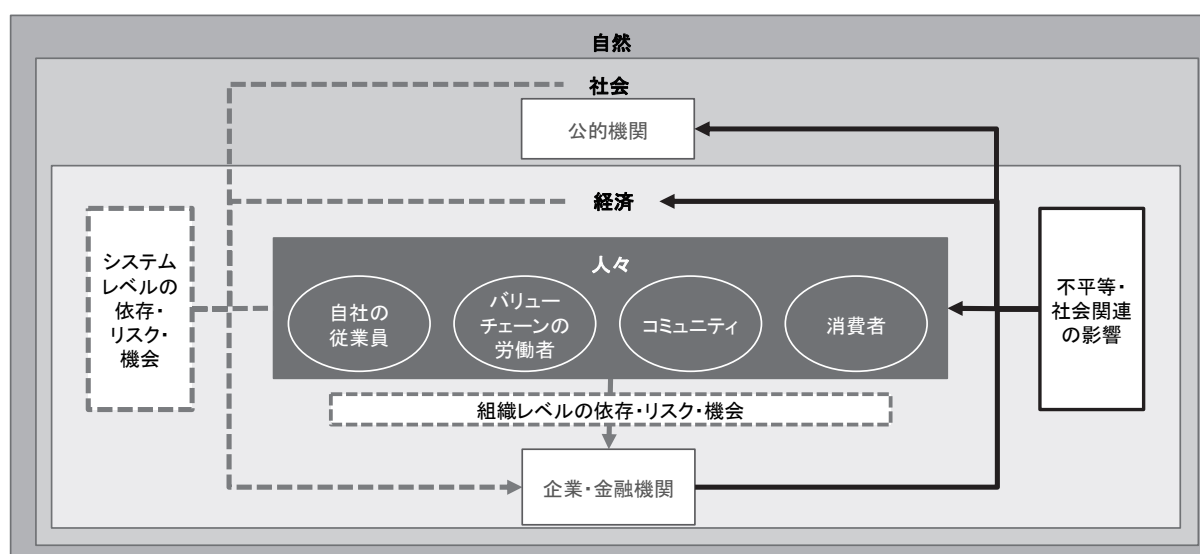 自然
社会
公的機関
経済
システム
レベルの
依存・
リスク・
機会
人々
自社の
従業員
バリュー
チェーンの
労働者
コミュニティ
消費者
不平等・
社会関連
の影響
組織レベルの依存・リスク・機会
企業・金融機関